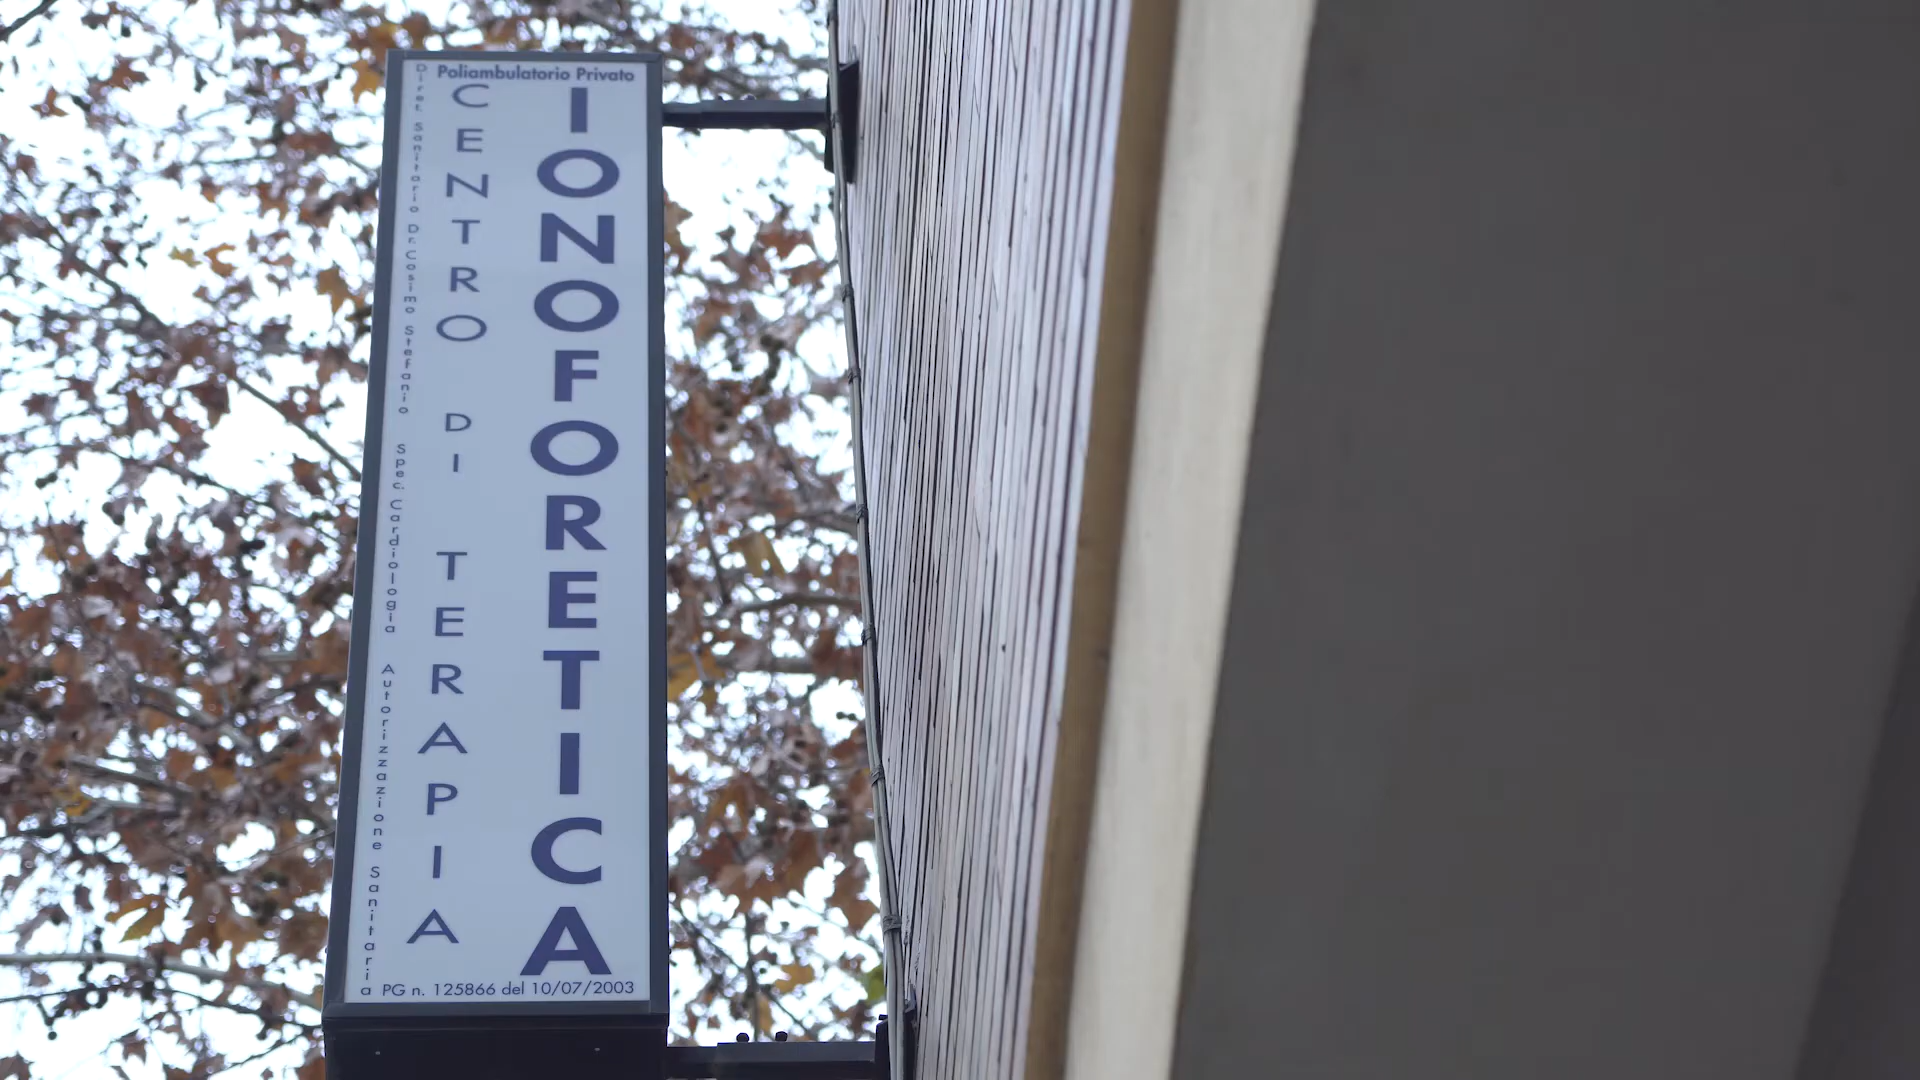 Poliambulatorio Privato
Diret. Sanitario Dr. Cosimo Stefanio Spec. Cardiologia Autorizzazione Sanitaria
CENTRO DI TERAPIA
IONOFORETICA
PG n. 125866 del 10/07/2003